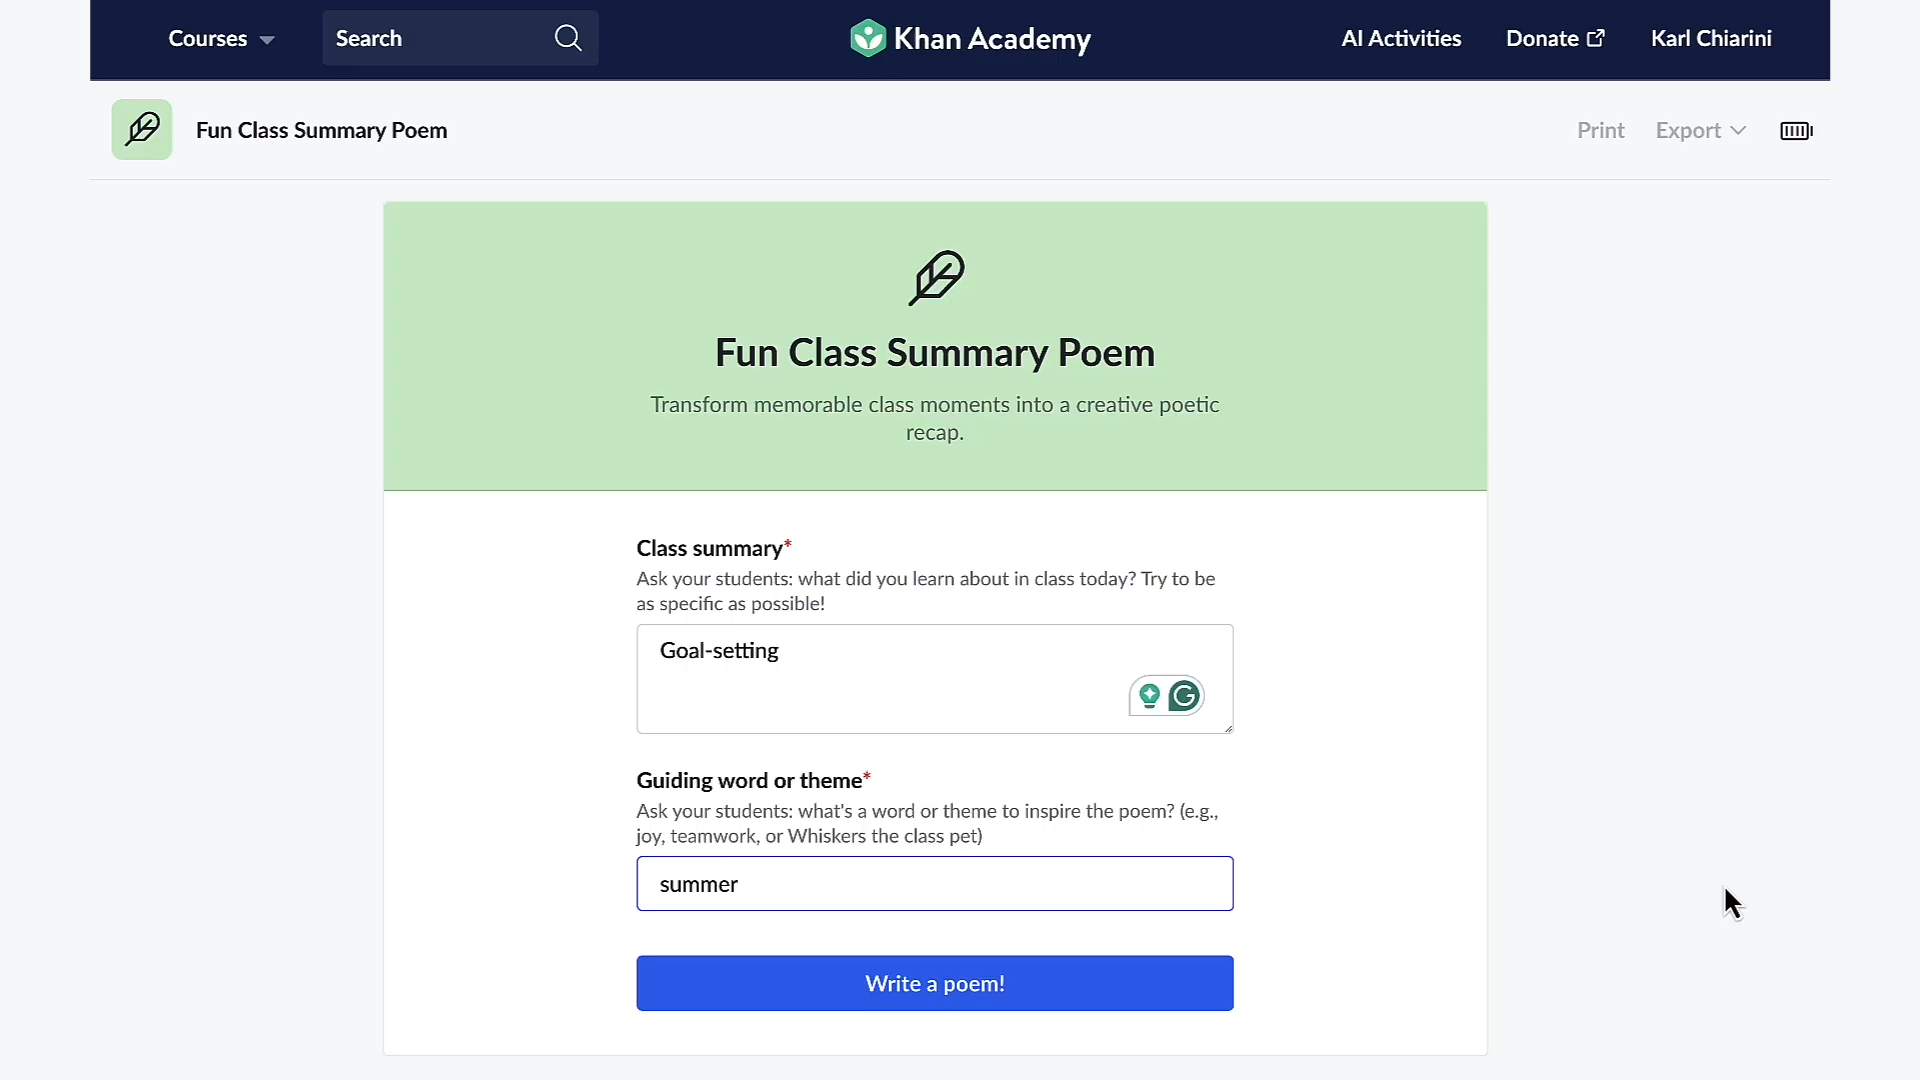 Courses
Search
Khan Academy
AI Activities
Donate
Karl Chiarini
Fun Class Summary Poem
Print
Export
Fun Class Summary Poem
Transform memorable class moments into a creative poetic
recap.
Class summary*
Ask your students: what did you learn about in class today? Try to be
as specific as possible!
Goal-setting
Guiding word or theme*
Ask your students: what's a word or theme to inspire the poem? (e.g.,
joy, teamwork, or Whiskers the class pet)
summer
Write a poem!